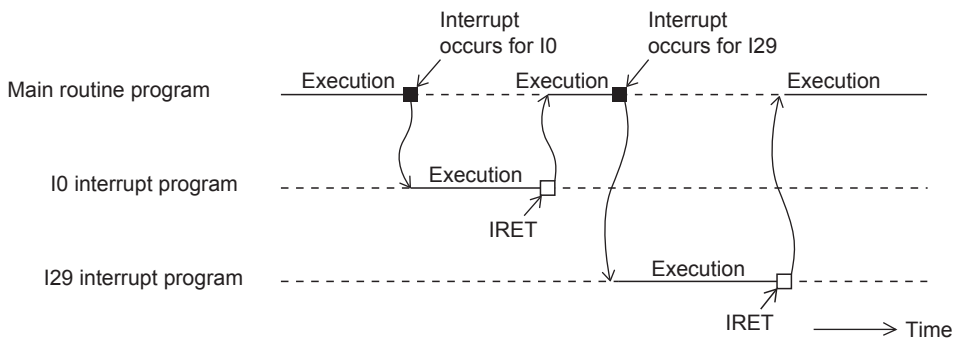 Interrupt
occurs for I0
Interrupt
occurs for I29
Main routine program
Execution
Execution
Execution
I0 interrupt program
Execution
IRET
I29 interrupt program
Execution
IRET
Time